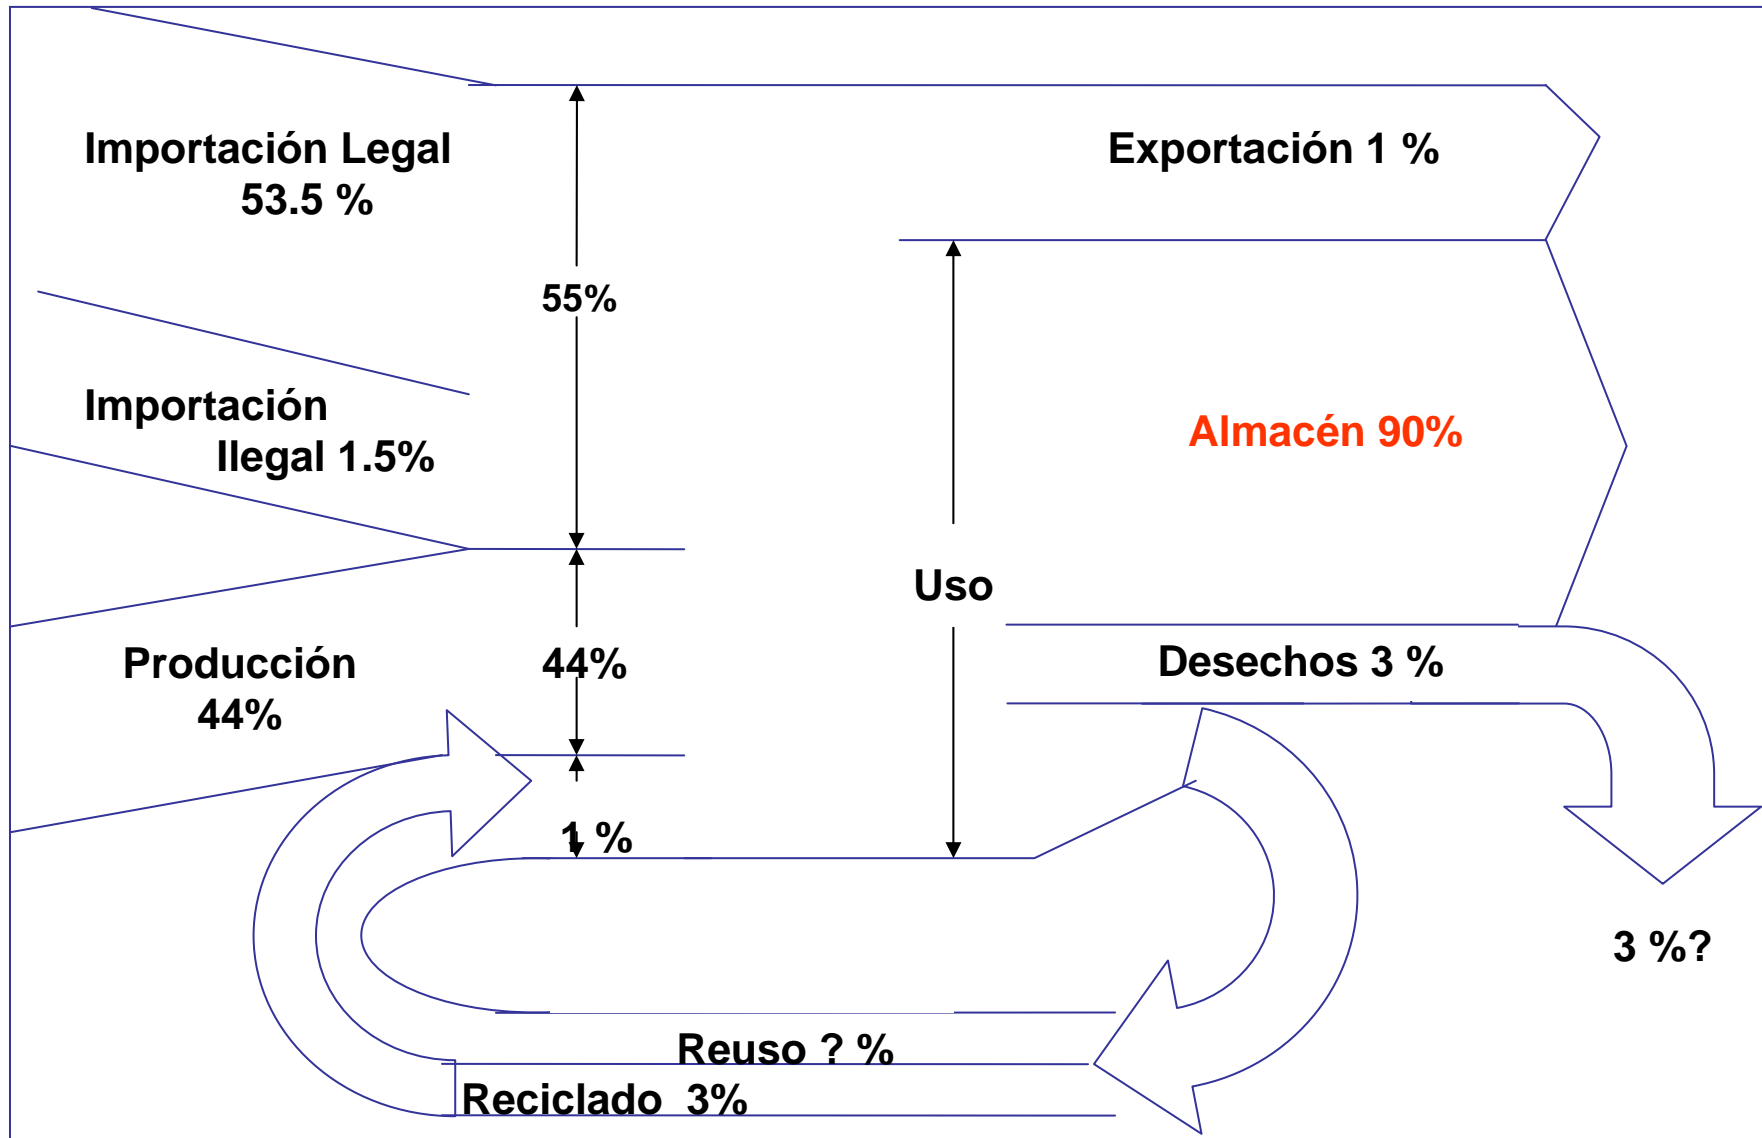 Importación Legal
53.5 %
Exportación 1 %
55%
Importación
Ilegal 1.5%
Almacén 90%
Uso
Producción
44%
44%
Desechos 3 %
1 %
3 %?
Reuso ? %
Reciclado 3%